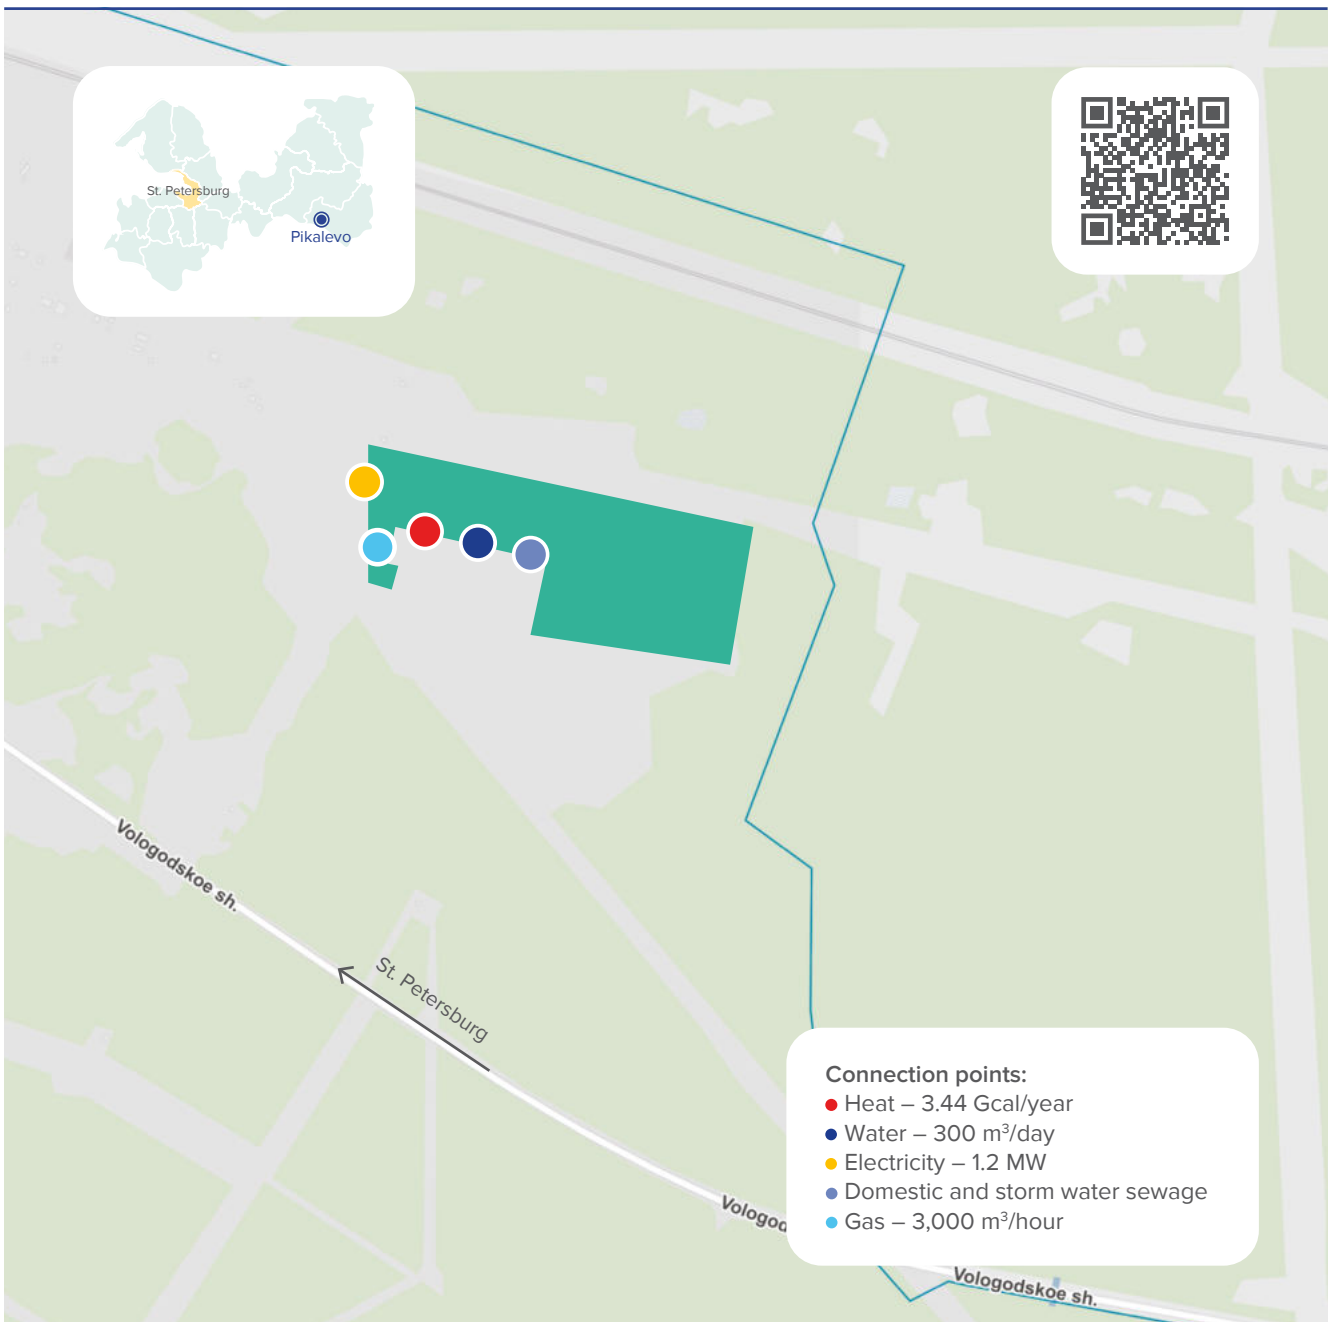 St. Petersburg
Pikalevo
Vologodskoe sh.
St. Petersburg
Connection points:
Heat – 3.44 Gcal/year
Water – 300 m³/day
Electricity – 1.2 MW
Domestic and storm water sewage
Gas – 3,000 m³/hour
Vologod
Vologodskoe sh.